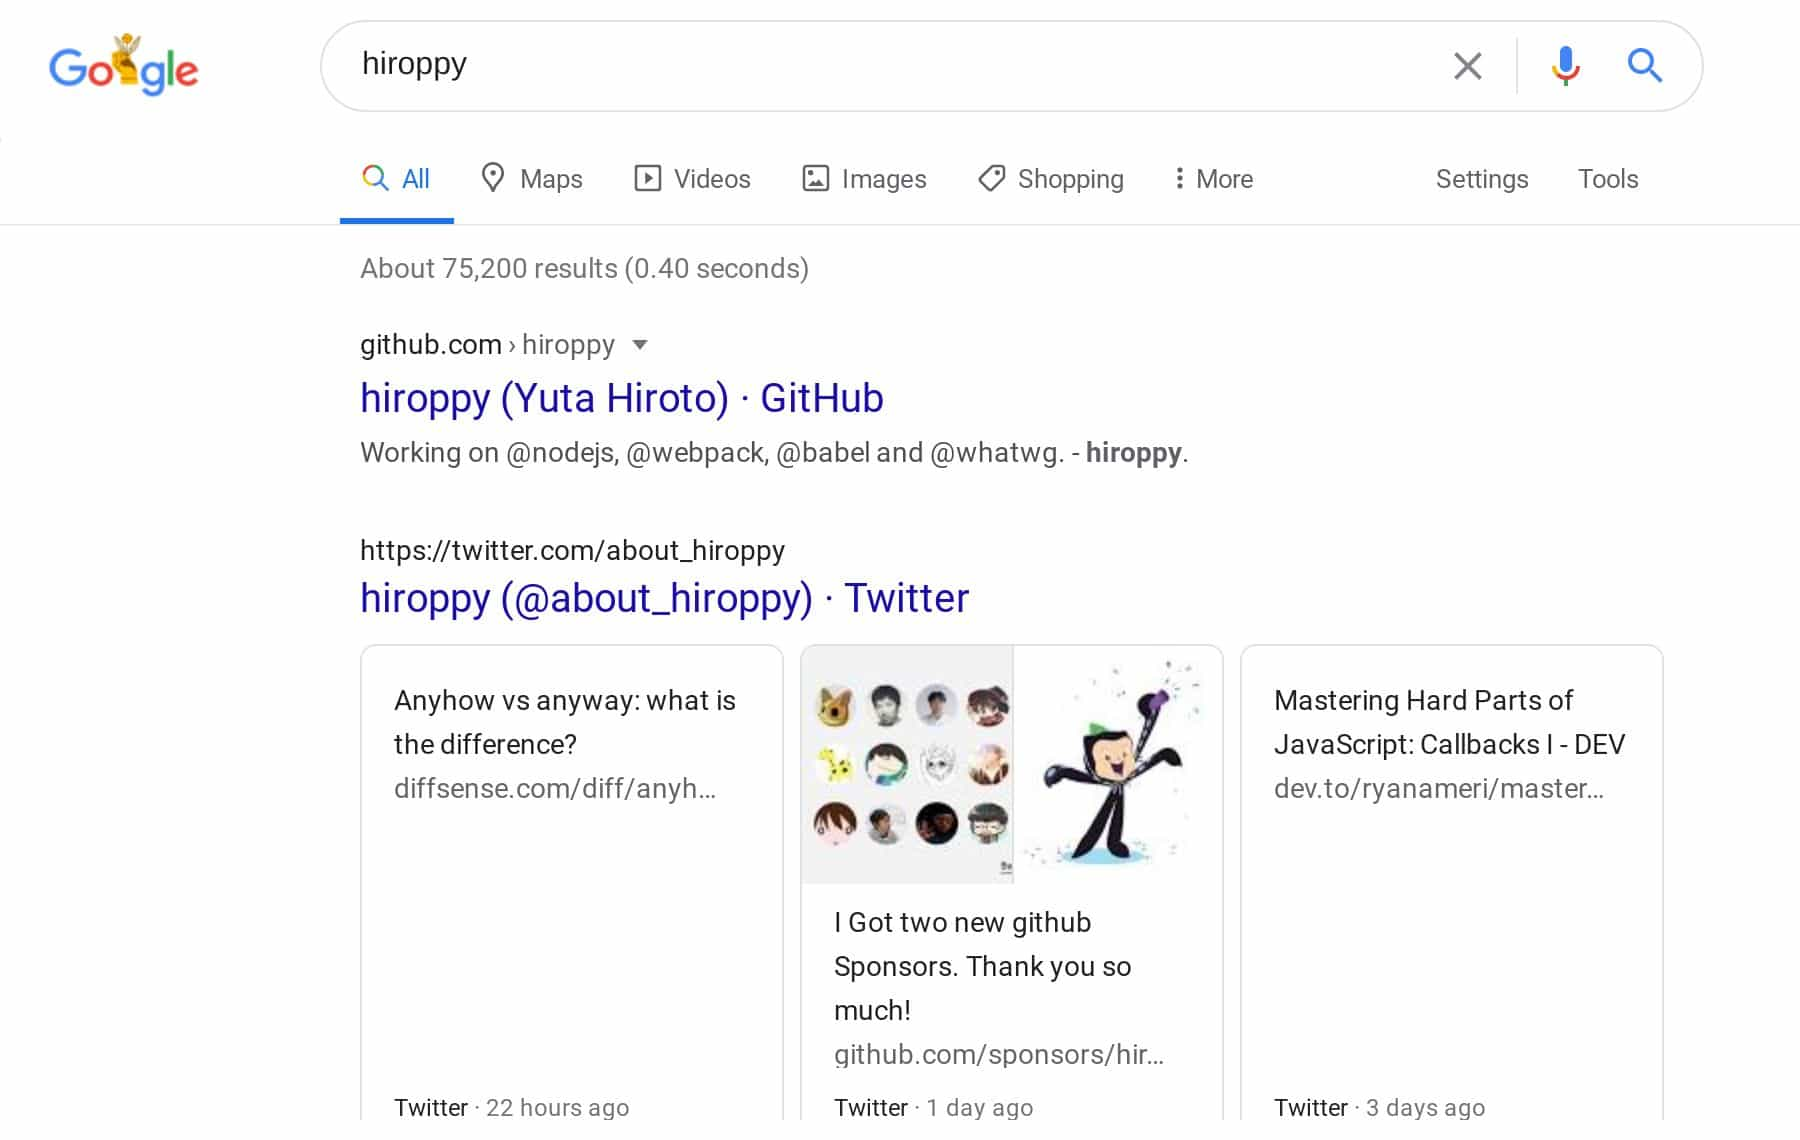 Google
hiroppy
All Maps Videos Images Shopping More Settings Tools
About 75,200 results (0.40 seconds)
github.com › hiroppy
hiroppy (Yuta Hiroto) · GitHub
Working on @nodejs, @webpack, @babel and @whatwg. - hiroppy.
https://twitter.com/about_hiroppy
hiroppy (@about_hiroppy) · Twitter
Anyhow vs anyway: what is
the difference?
diffsense.com/diff/anyh...
Twitter · 22 hours ago
I Got two new github
Sponsors. Thank you so
much!
github.com/sponsors/hir...
Twitter · 1 day ago
Mastering Hard Parts of
JavaScript: Callbacks I - DEV
dev.to/ryanameri/master...
Twitter · 3 days ago